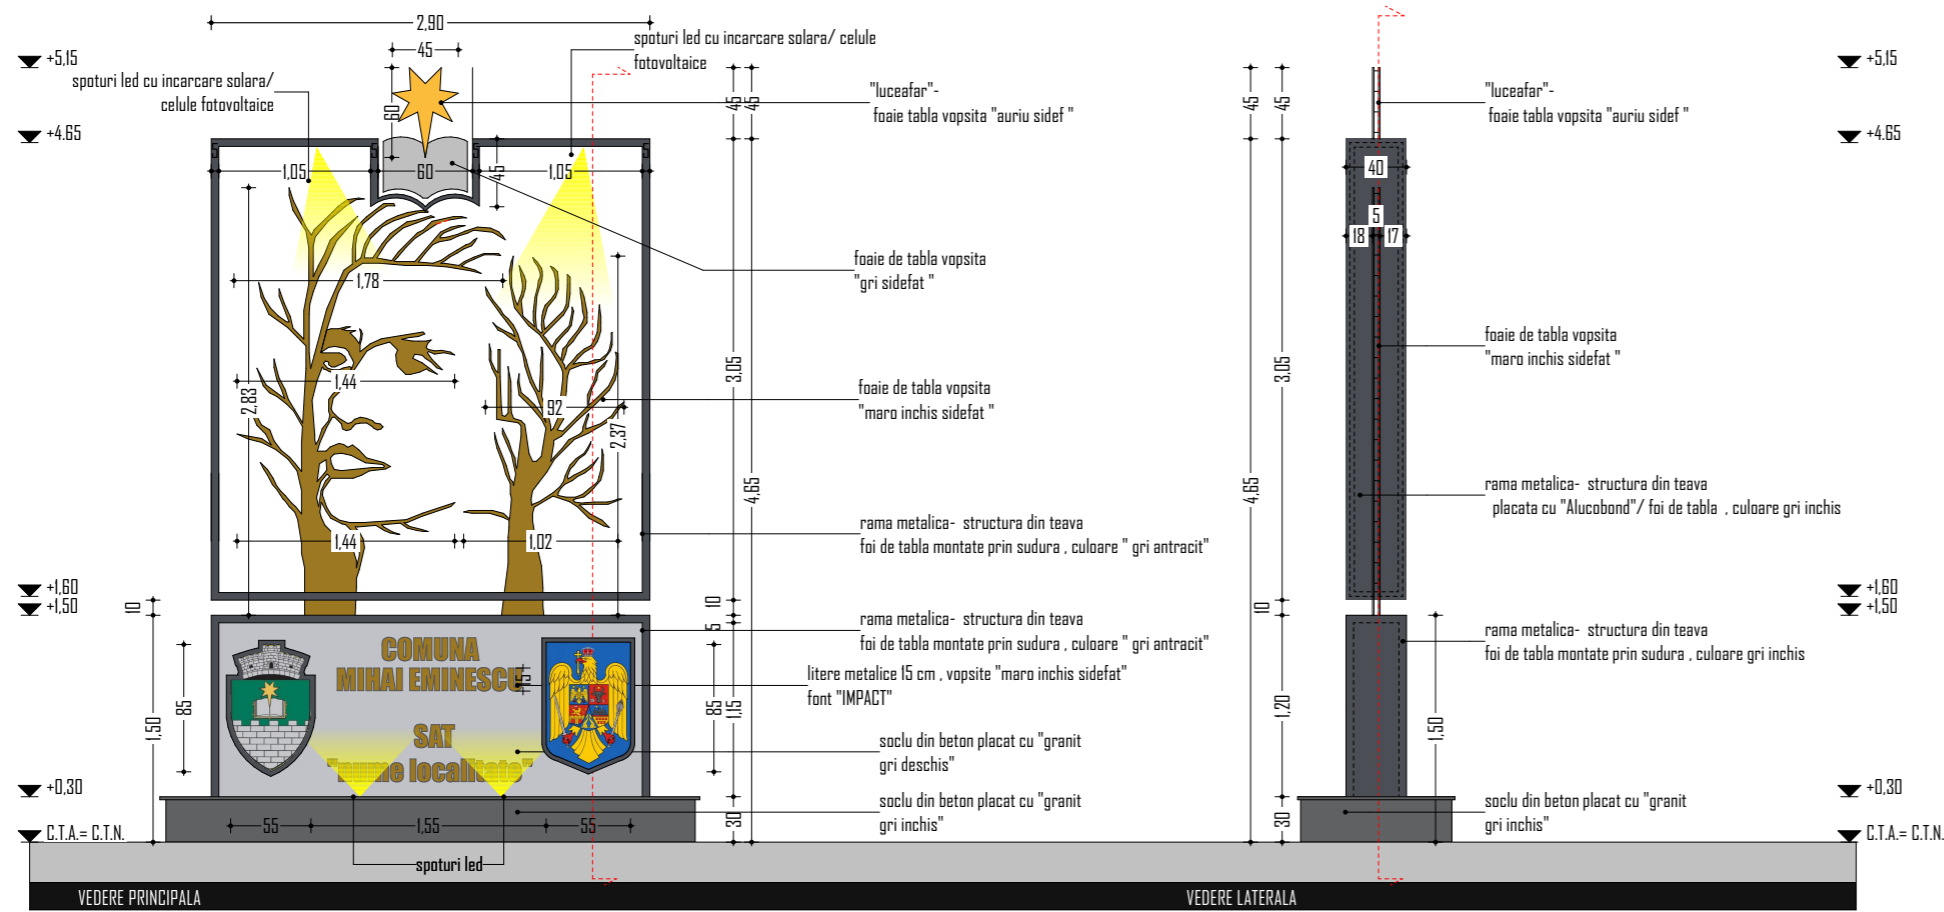 2,90
45
spoturi led cu incarcare solara/ celule
fotovoltaice
+5,15
spoturi led cu incarcare solara/
celule fotovoltaice
60
45
45
"luceafar"-
foaie tabla vopsita "auriu sidef "
+4.65
5
5
5
5
1,05
60
1,05
45
foaie de tabla vopsita
"gri sidefat "
1,78
2,83
1,44
92
2,37
3,05
4,65
foaie de tabla vopsita
"maro inchis sidefat "
1,44
1,02
rama metalica- structura din teava
foi de tabla montate prin sudura , culoare " gri antracit"
+1,60
+1,50
10
10
5
rama metalica- structura din teava
foi de tabla montate prin sudura , culoare " gri antracit"
COMUNA
MIHAI EMINESCU
15
litere metalice 15 cm , vopsite "maro inchis sidefat"
font "IMPACT"
1,50
85
85
1,15
SAT
"nume localitate"
soclu din beton placat cu "granit
gri deschis"
+0,30
soclu din beton placat cu "granit
gri inchis"
55
1,55
55
30
C.T.A.= C.T.N.
spoturi led
VEDERE PRINCIPALA
+5,15
45
45
"luceafar"-
foaie tabla vopsita "auriu sidef "
+4.65
40
5
18
17
3,05
4,65
foaie de tabla vopsita
"maro inchis sidefat "
rama metalica- structura din teava
placata cu "Alucobond"/ foi de tabla , culoare gri inchis
+1,60
+1,50
10
rama metalica- structura din teava
foi de tabla montate prin sudura , culoare gri inchis
1,20
1,50
+0,30
30
soclu din beton placat cu "granit
gri inchis"
C.T.A.= C.T.N.
VEDERE LATERALA